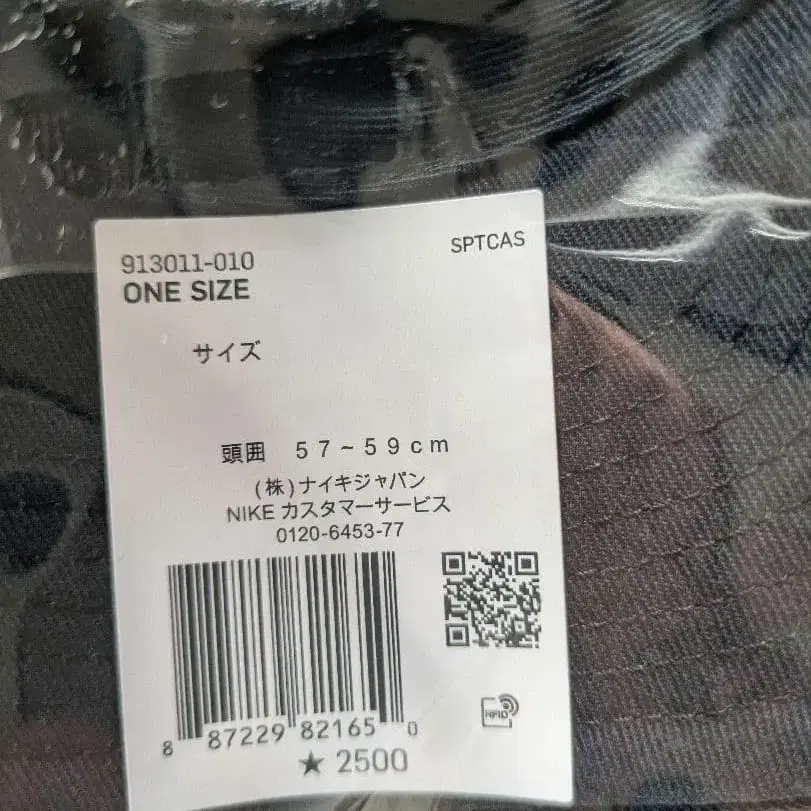 SPTCAS
913011-010
ONE SIZE
サイズ
頭囲 57~59cm
(株)ナイキジャパン
NIKE カスタマーサービス
0120-6453-77
RFID
8 87229 82165 0
★ 2500